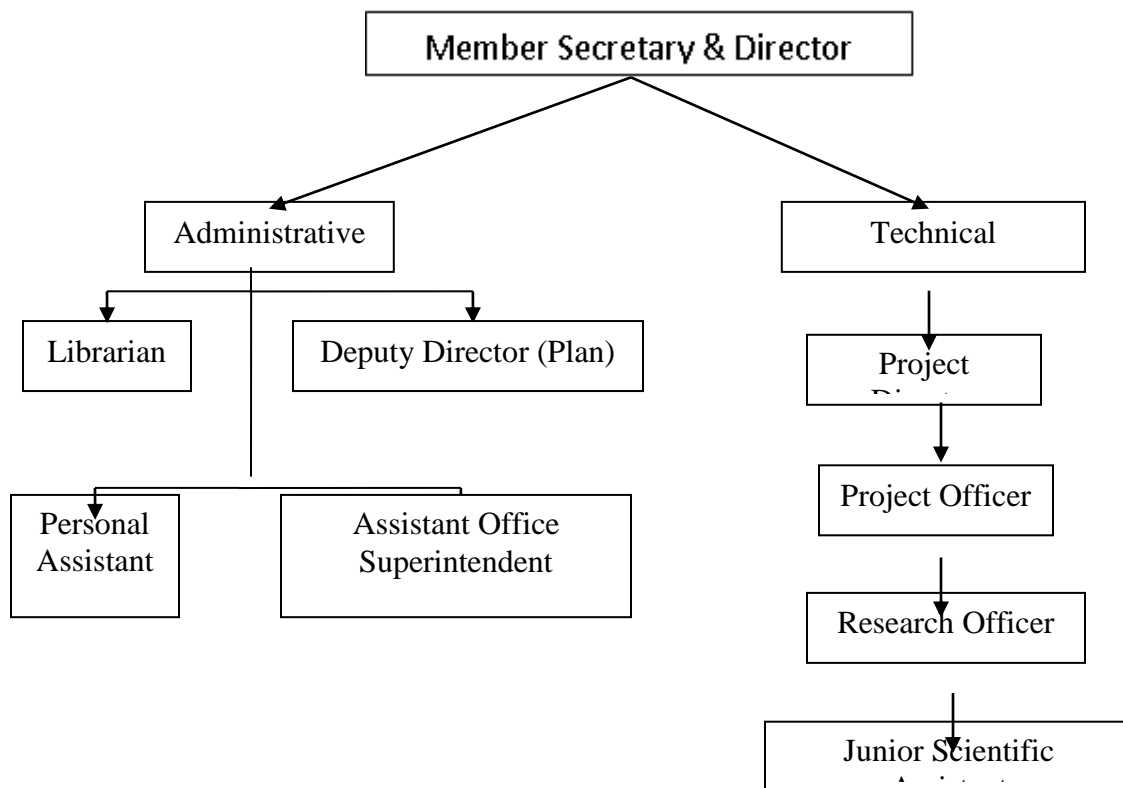 Member Secretary & Director
Administrative
Technical
Librarian
Deputy Director (Plan)
Project
Project Officer
Personal
Assistant
Assistant Office
Superintendent
Research Officer
Junior Scientific